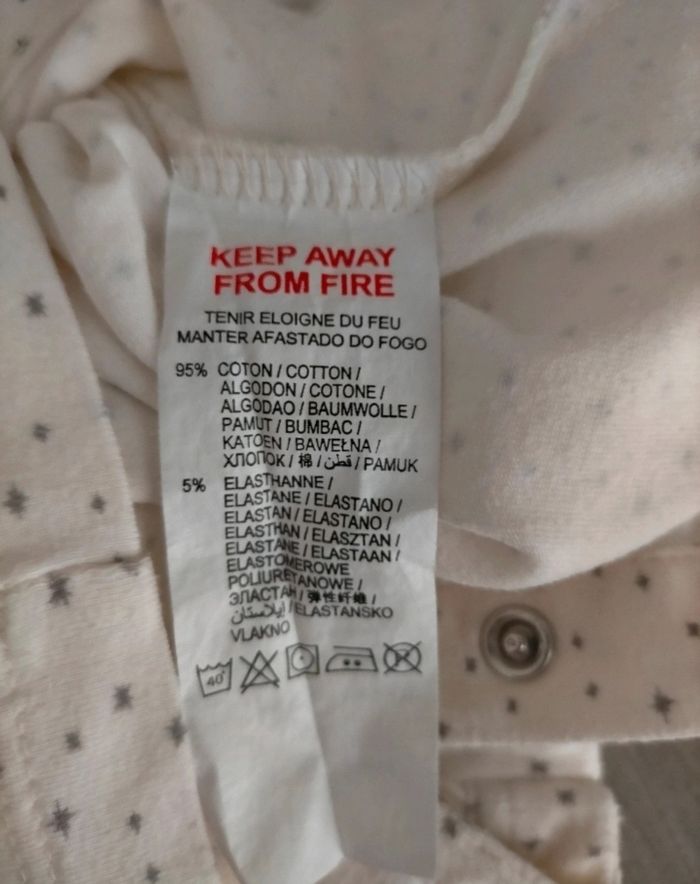 KEEP AWAY
FROM FIRE
TENIR ELOIGNE DU FEU
MANTER AFASTADO DO FOGO
95% COTON / COTTON /
ALGODON / COTONE /
ALGODAO / BAUMWOLLE /
PAMUT / BUMBAC /
KATOEN / BAWEŁNA /
ХЛОПОК / 棉 / قطن / PAMUK
5% ELASTHANNE /
ELASTANE / ELASTANO /
ELASTAN / ELASTANO /
ELASTHAN / ELASZTAN /
ELASTANE / ELASTAAN /
ELASTOMEROWE
POLIURETANOWE /
ЭЛАСТАН / 弹性纤维 /
إيلاستان / ELASTANSKO
VLAKNO
40°